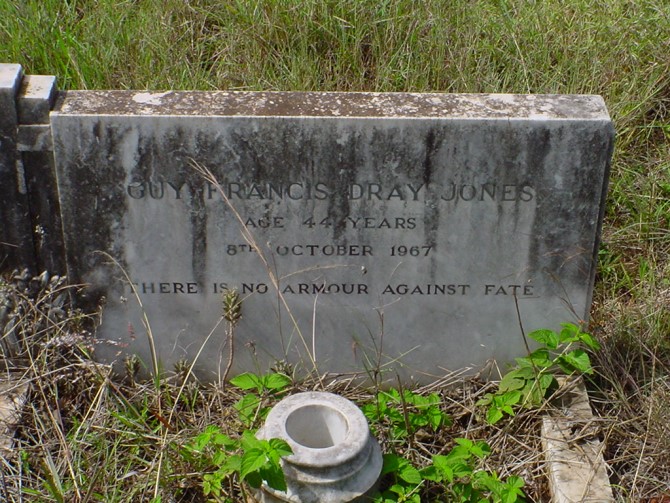 GUY FRANCIS DRAY JONES
AGE 44 YEARS
8TH OCTOBER 1967
THERE IS NO ARMOUR AGAINST FATE